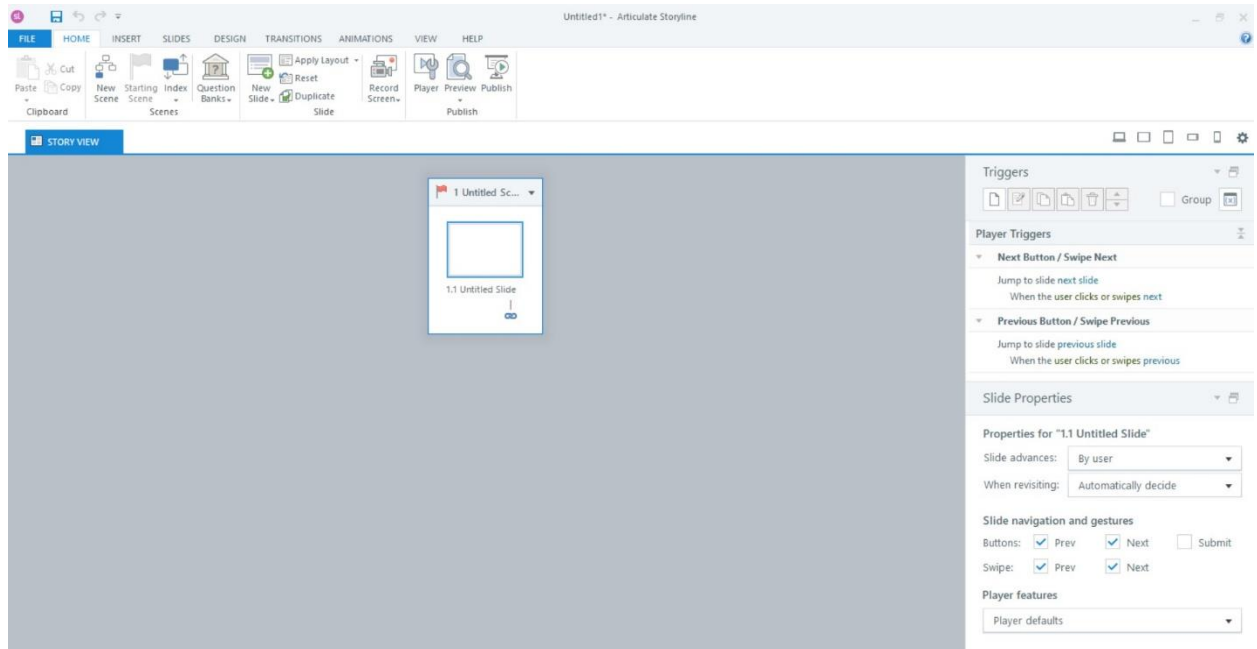 sl
Untitled1* - Articulate Storyline
FILE HOME INSERT SLIDES DESIGN TRANSITIONS ANIMATIONS VIEW HELP
Paste
Cut
Copy
Clipboard
New Scene
Starting Scene
Index
Scenes
Question Banks
New Slide
Apply Layout
Reset
Duplicate
Record Screen
Slide
Player
Preview
Publish
Publish
STORY VIEW
1 Untitled Sc...
1.1 Untitled Slide
Triggers
Group
Player Triggers
Next Button / Swipe Next
Jump to slide next slide
When the user clicks or swipes next
Previous Button / Swipe Previous
Jump to slide previous slide
When the user clicks or swipes previous
Slide Properties
Properties for "1.1 Untitled Slide"
Slide advances: By user
When revisiting: Automatically decide
Slide navigation and gestures
Buttons: Prev Next Submit
Swipe: Prev Next
Player features
Player defaults